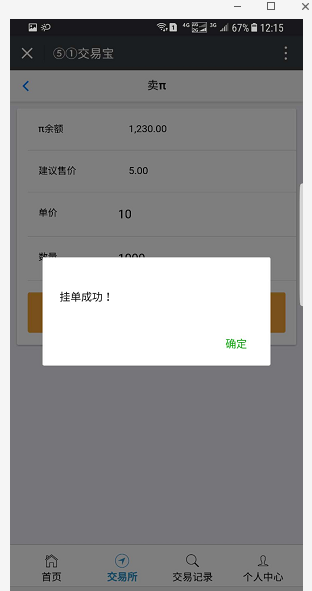 4G 2G 3G 67% 12:15
⑤①交易宝
卖π
π余额 1,230.00
建议售价 5.00
单价 10
数量 1000
挂单成功！
确定
首页 交易所 交易记录 个人中心